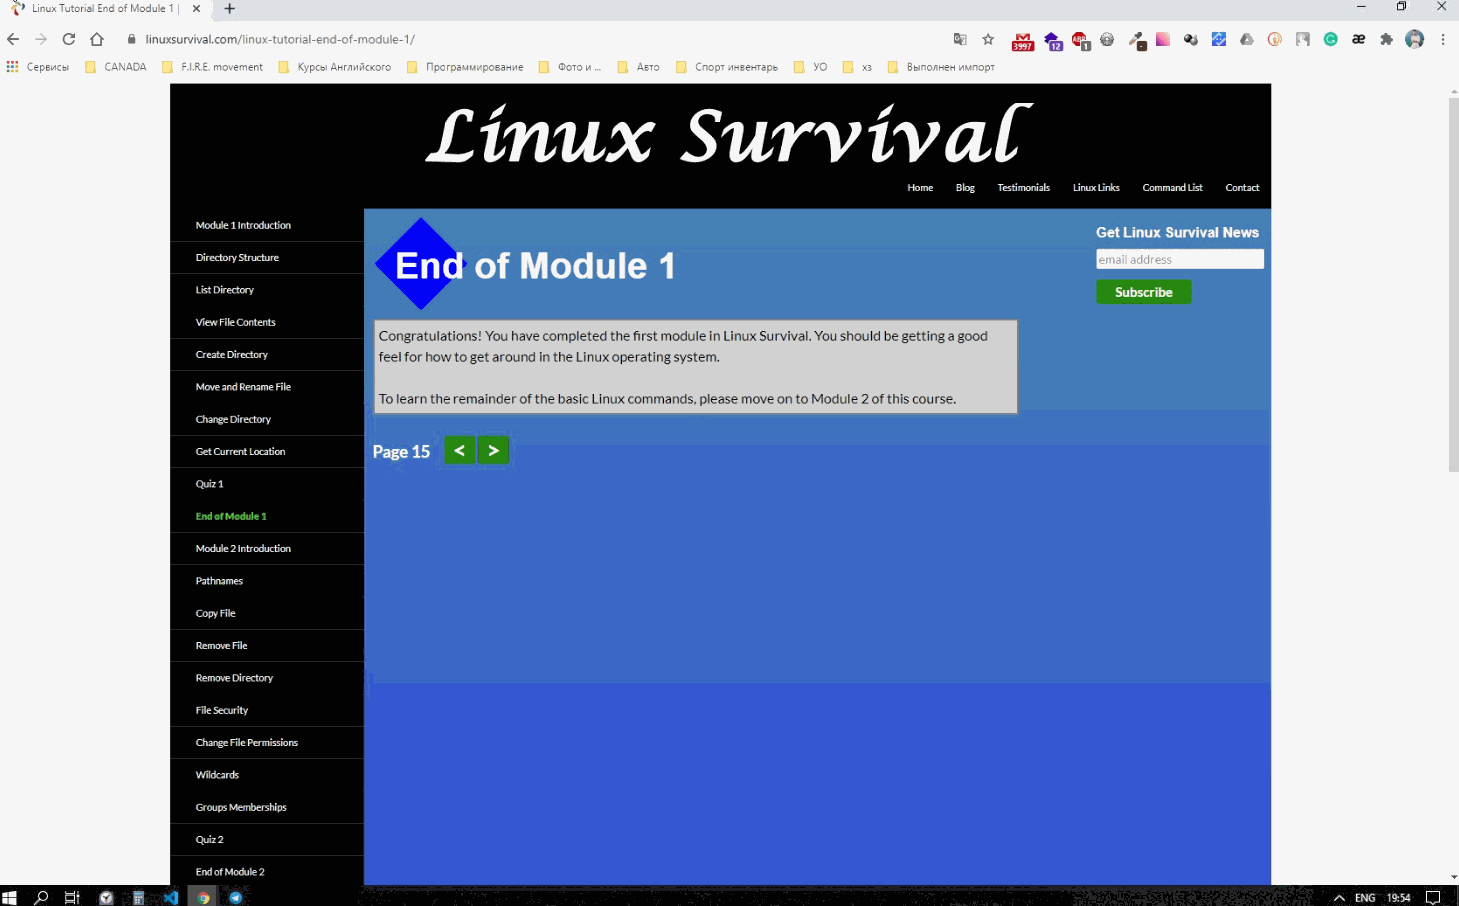 Linux Tutorial End of Module 1 |
linuxsurvival.com/linux-tutorial-end-of-module-1/
3997
12
ABP
1
æ
Сервисы
CANADA
F.I.R.E. movement
Курсы Английского
Программирование
Фото и ...
Авто
Спорт инвентарь
УО
хз
Выполнен импорт
Linux Survival
Home
Blog
Testimonials
Linux Links
Command List
Contact
Module 1 Introduction
Directory Structure
List Directory
View File Contents
Create Directory
Move and Rename File
Change Directory
Get Current Location
Quiz 1
End of Module 1
Module 2 Introduction
Pathnames
Copy File
Remove File
Remove Directory
File Security
Change File Permissions
Wildcards
Groups Memberships
Quiz 2
End of Module 2
End of Module 1
Congratulations! You have completed the first module in Linux Survival. You should be getting a good
feel for how to get around in the Linux operating system.
To learn the remainder of the basic Linux commands, please move on to Module 2 of this course.
Page 15
<
>
Get Linux Survival News
email address
Subscribe
ENG
19:54